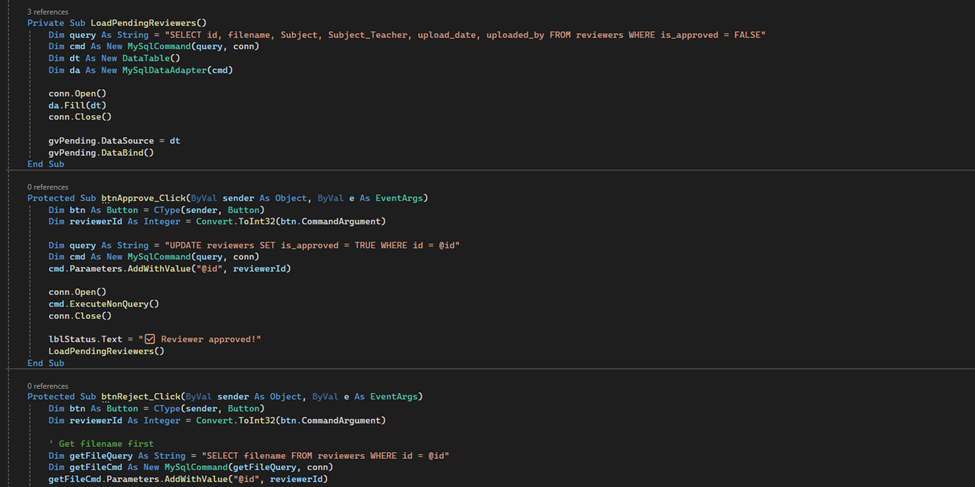 3 references
Private Sub LoadPendingReviewers()
Dim query As String = "SELECT id, filename, Subject, Subject_Teacher, upload_date, uploaded_by FROM reviewers WHERE is_approved = FALSE"
Dim cmd As New MySqlCommand(query, conn)
Dim dt As New DataTable()
Dim da As New MySqlDataAdapter(cmd)
conn.Open()
da.Fill(dt)
conn.Close()
gvPending.DataSource = dt
gvPending.DataBind()
End Sub
0 references
Protected Sub btnApprove_Click(ByVal sender As Object, ByVal e As EventArgs)
Dim btn As Button = CType(sender, Button)
Dim reviewerId As Integer = Convert.ToInt32(btn.CommandArgument)
Dim query As String = "UPDATE reviewers SET is_approved = TRUE WHERE id = @id"
Dim cmd As New MySqlCommand(query, conn)
cmd.Parameters.AddWithValue("@id", reviewerId)
conn.Open()
cmd.ExecuteNonQuery()
conn.Close()
lblStatus.Text = "☑ Reviewer approved!"
LoadPendingReviewers()
End Sub
0 references
Protected Sub btnReject_Click(ByVal sender As Object, ByVal e As EventArgs)
Dim btn As Button = CType(sender, Button)
Dim reviewerId As Integer = Convert.ToInt32(btn.CommandArgument)
' Get filename first
Dim getFileQuery As String = "SELECT filename FROM reviewers WHERE id = @id"
Dim getFileCmd As New MySqlCommand(getFileQuery, conn)
getFileCmd.Parameters.AddWithValue("@id", reviewerId)